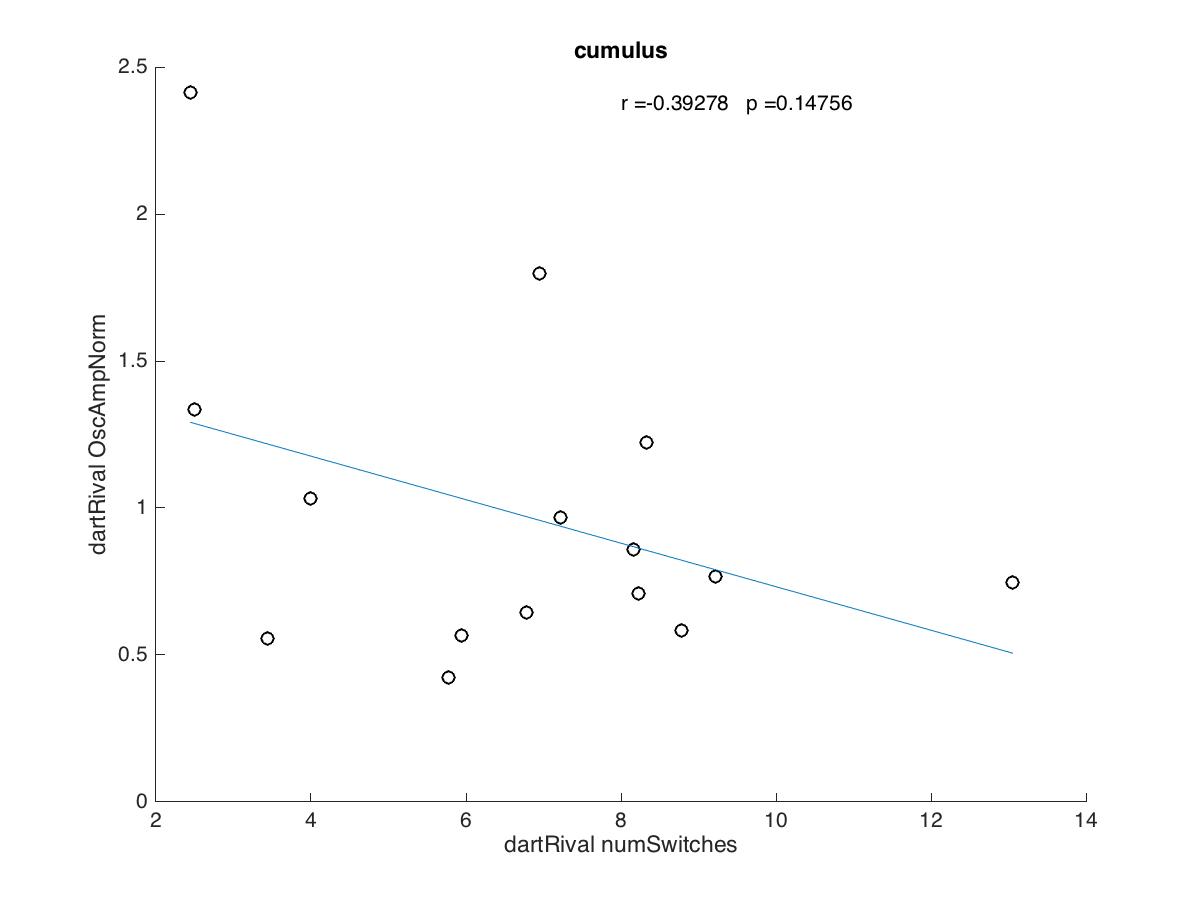 cumulus
r =-0.39278 p =0.14756
2.5
2
1.5
1
0.5
0
dartRival OscAmpNorm
2 4 6 8 10 12 14
dartRival numSwitches